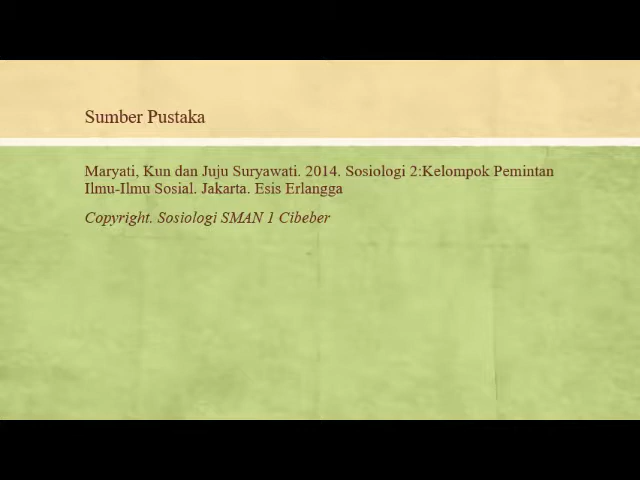 Sumber Pustaka
Maryati, Kun dan Juju Suryawati. 2014. Sosiologi 2:Kelompok Pemintan
Ilmu-Ilmu Sosial. Jakarta. Esis Erlangga
Copyright. Sosiologi SMAN 1 Cibeber